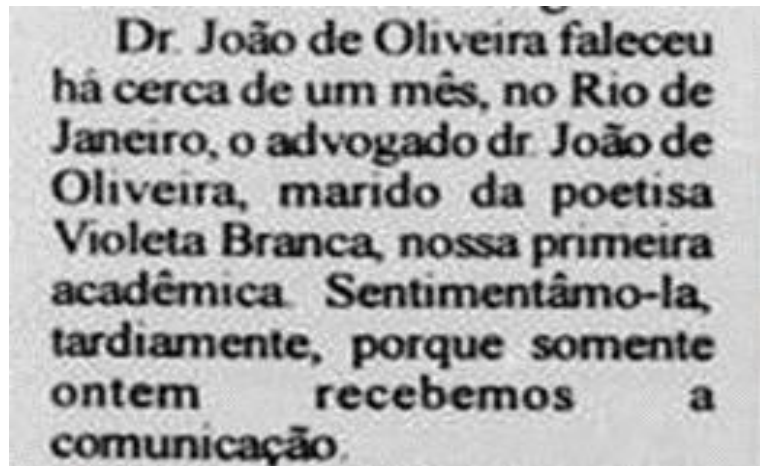 Dr. João de Oliveira faleceu
há cerca de um mês, no Rio de
Janeiro, o advogado dr. João de
Oliveira, marido da poetisa
Violeta Branca, nossa primeira
acadêmica. Sentimentâmo-la,
tardiamente, porque somente
ontem recebemos a
comunicação.